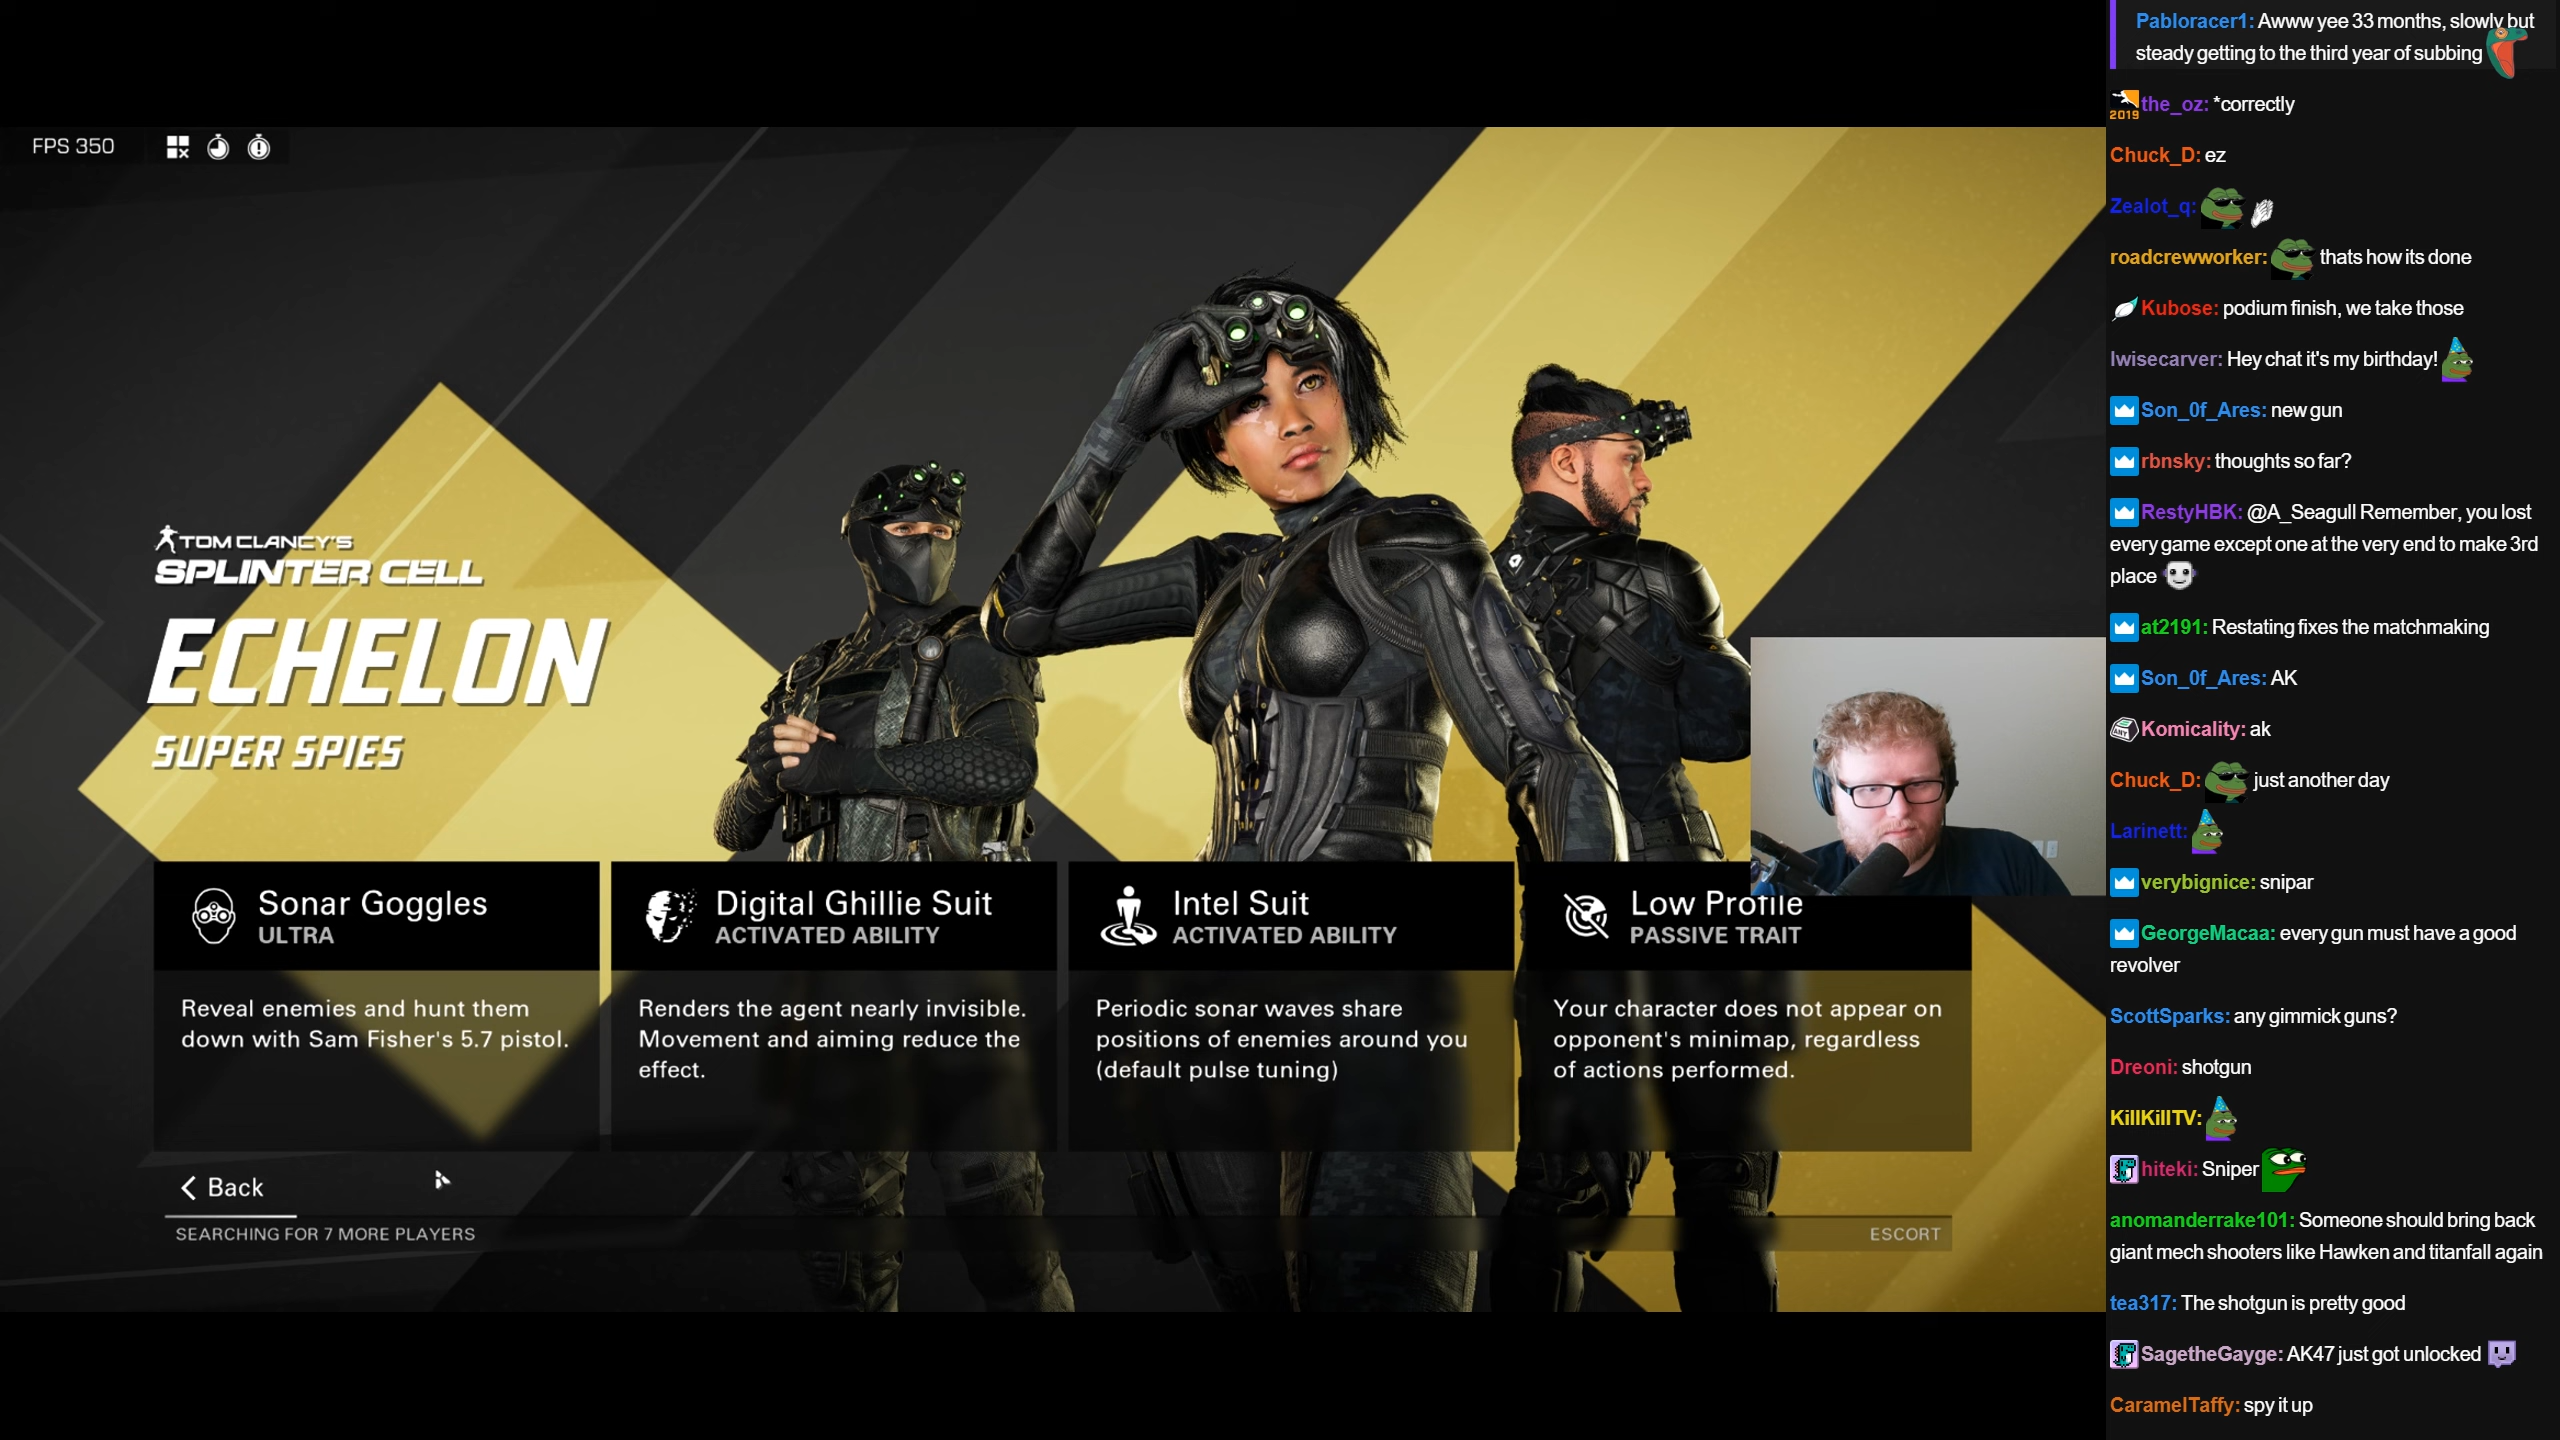 FPS 350
TOM CLANCY'S
SPLINTER CELL
ECHELON
SUPER SPIES
Sonar Goggles
ULTRA
Reveal enemies and hunt them
down with Sam Fisher's 5.7 pistol.
Digital Ghillie Suit
ACTIVATED ABILITY
Renders the agent nearly invisible.
Movement and aiming reduce the
effect.
Intel Suit
ACTIVATED ABILITY
Periodic sonar waves share
positions of enemies around you
(default pulse tuning)
Low Profile
PASSIVE TRAIT
Your character does not appear on
opponent's minimap, regardless
of actions performed.
Back
SEARCHING FOR 7 MORE PLAYERS
ESCORT
Pabloracer1: Awww yee 33 months, slowly but
steady getting to the third year of subbing
2019 the_oz: *correctly
Chuck_D: ez
Zealot_q:
roadcrewworker: thats how its done
Kubose: podium finish, we take those
lwisecarver: Hey chat it's my birthday!
Son_0f_Ares: new gun
rbnsky: thoughts so far?
RestyHBK: @A_Seagull Remember, you lost
every game except one at the very end to make 3rd
place
at2191: Restating fixes the matchmaking
Son_0f_Ares: AK
ANY Komicality: ak
Chuck_D: just another day
Larinett:
verybignice: snipar
GeorgeMacaa: every gun must have a good
revolver
ScottSparks: any gimmick guns?
Dreoni: shotgun
KillKillTV:
hiteki: Sniper
anomanderrake101: Someone should bring back
giant mech shooters like Hawken and titanfall again
tea317: The shotgun is pretty good
SagetheGayge: AK47 just got unlocked
CaramelTaffy: spy it up